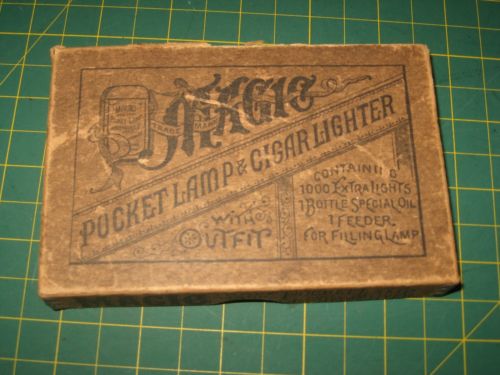 MAGIC
TRADE
POCKET LAMP & CIGAR LIGHTER
WITH
OUTFIT
CONTAINING
1000 EXTRA LIGHTS
1 BOTTLE SPECIAL OIL
1 FEEDER
FOR FILLING LAMP